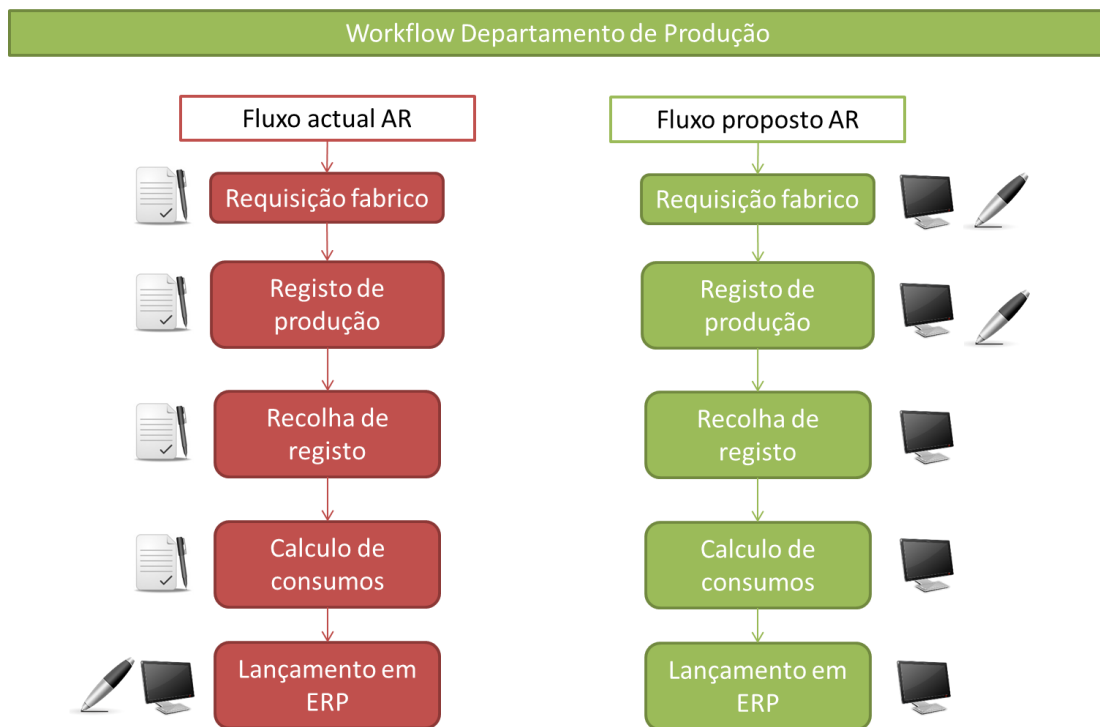 Workflow Departamento de Produção
Fluxo actual AR
Requisição fabrico
Registo de
produção
Recolha de
registo
Calculo de
consumos
Lançamento em
ERP
Fluxo proposto AR
Requisição fabrico
Registo de
produção
Recolha de
registo
Calculo de
consumos
Lançamento em
ERP